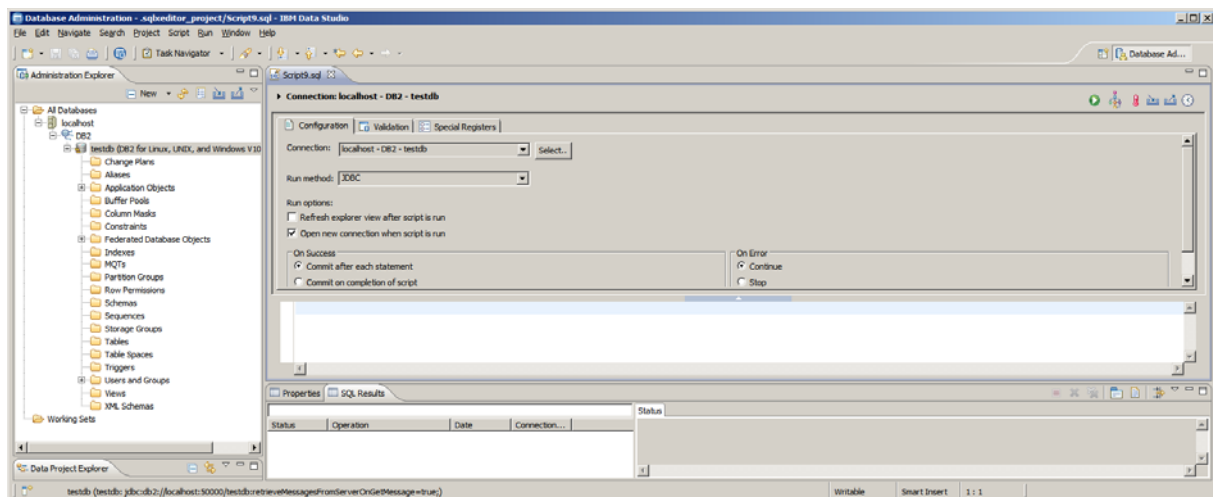 Database Administration - .sqlxeditor_project/Script9.sql - IBM Data Studio
File Edit Navigate Search Project Script Run Window Help
Task Navigator
Database Ad...
Administration Explorer
New
All Databases
localhost
DB2
testdb (DB2 for Linux, UNIX, and Windows V10
Change Plans
Aliases
Application Objects
Buffer Pools
Column Masks
Constraints
Federated Database Objects
Indexes
MQTs
Partition Groups
Row Permissions
Schemas
Sequences
Storage Groups
Tables
Table Spaces
Triggers
Users and Groups
Views
XML Schemas
Working Sets
Data Project Explorer
Script9.sql
Connection: localhost - DB2 - testdb
Configuration Validation Special Registers
Connection: localhost - DB2 - testdb Select..
Run method: JDBC
Run options:
Refresh explorer view after script is run
Open new connection when script is run
On Success
Commit after each statement
Commit on completion of script
On Error
Continue
Stop
Properties SQL Results
Status Operation Date Connection...
Status
testdb (testdb: jdbc:db2://localhost:50000/testdb:retrieveMessagesFromServerOnGetMessage=true;)
Writable Smart Insert 1 : 1